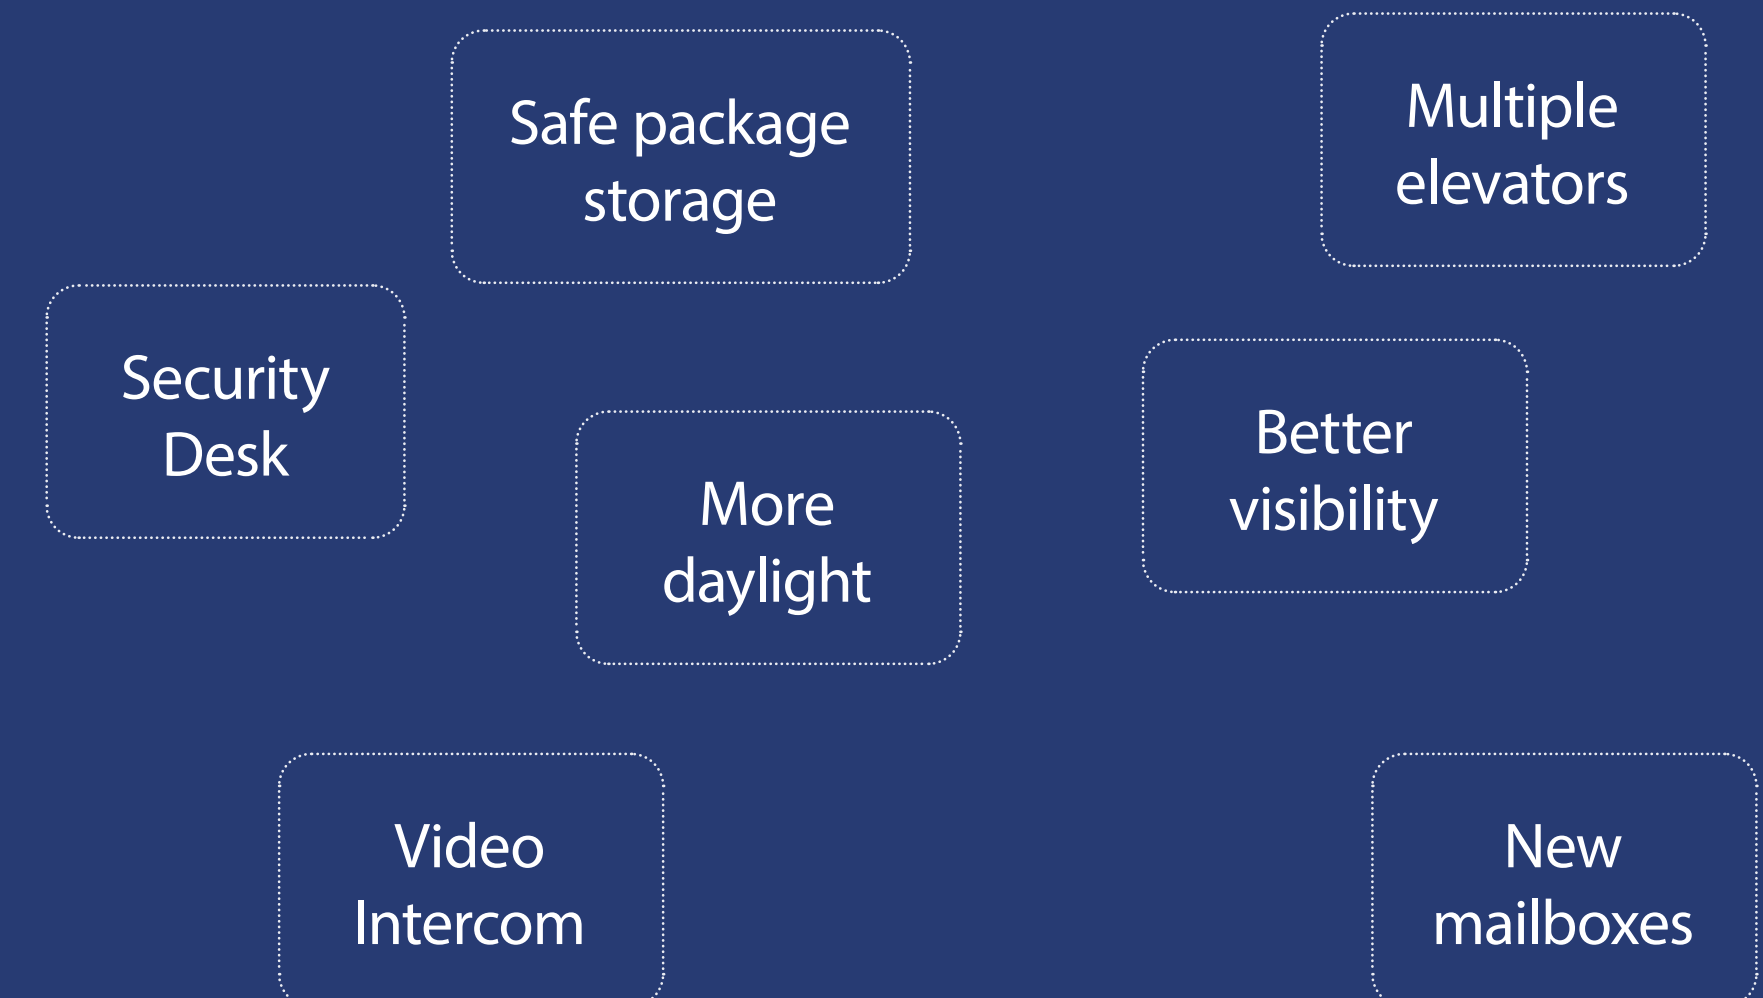 Safe package
storage
Multiple
elevators
Security
Desk
More
daylight
Better
visibility
Video
Intercom
New
mailboxes